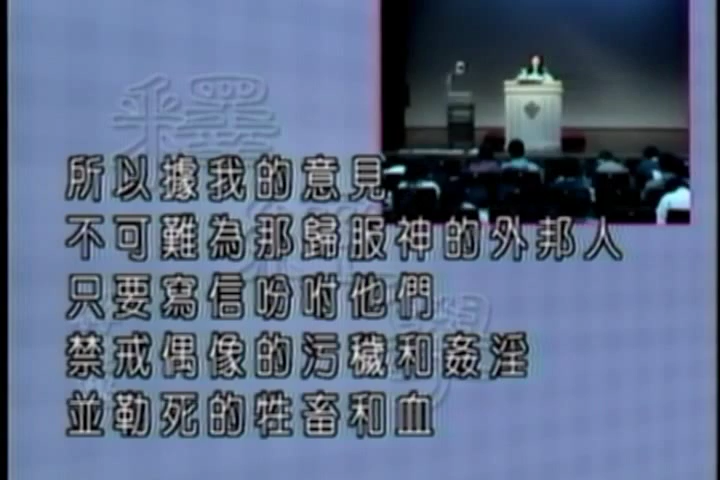 所以據我的意見
不可難為那歸服神的外邦人
只要寫信吩咐他們
禁戒偶像的污穢和姦淫
並勒死的牲畜和血